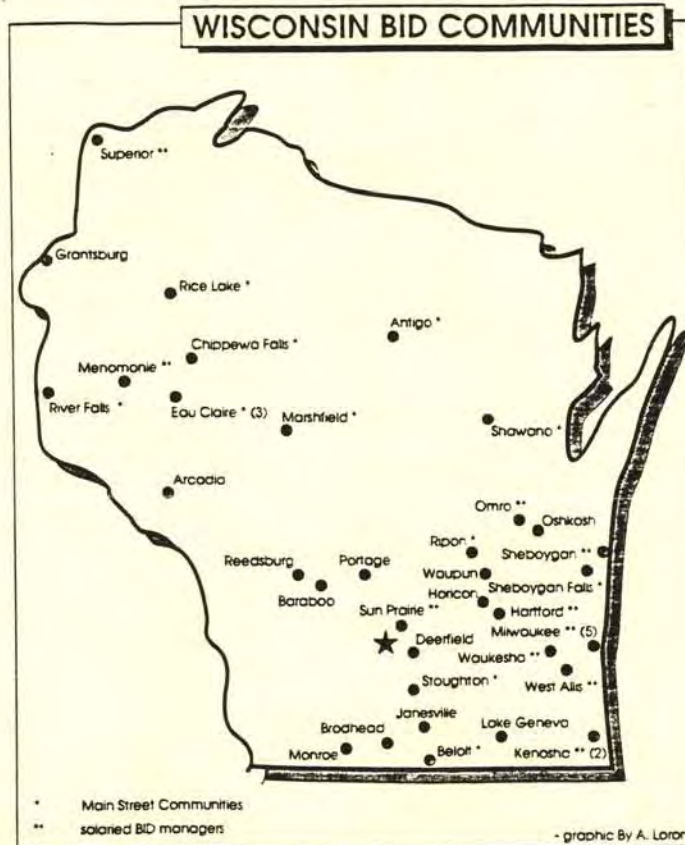 WISCONSIN BID COMMUNITIES
Superior **
Grantsburg
Rice Lake *
Antigo *
Chippewa Falls *
Menomonie **
River Falls *
Eau Claire * (3)
Marshfield *
Shawano *
Arcadia
Omro **
Oshkosh
Ripon *
Sheboygan **
Reedsburg
Portage
Waupun
Sheboygan Falls *
Baraboo
Horicon
Sun Prairie **
Hartford **
Milwaukee ** (5)
Deerfield
Waukesha **
Stoughton *
West Allis **
Janesville
Brodhead
Lake Geneva
Monroe
Beloit *
Kenosha ** (2)
* Main Street Communities
** salaried BID managers
- graphic By A. Loron